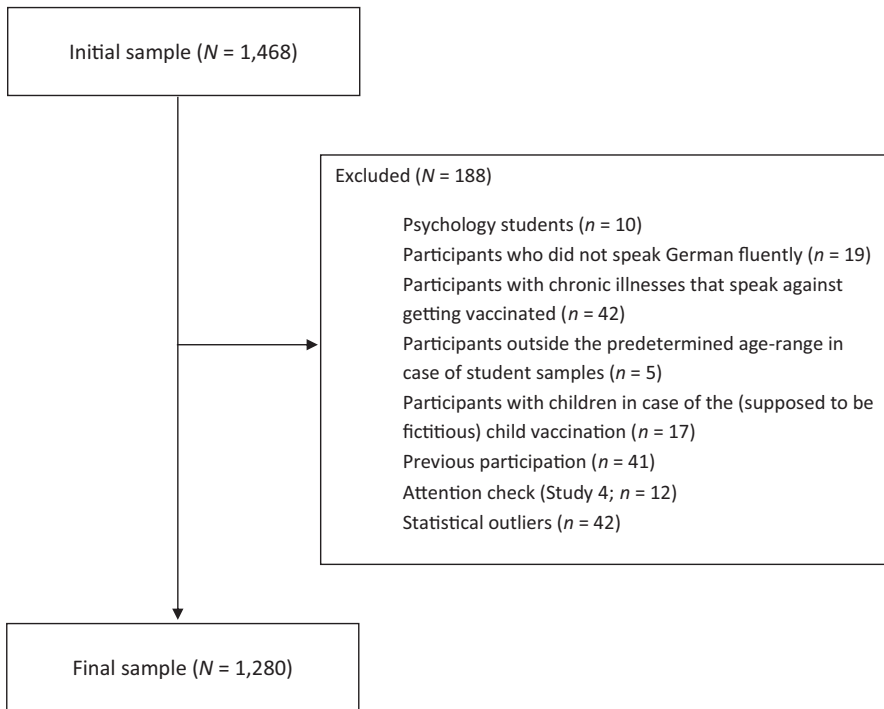 Initial sample (N = 1,468)
Excluded (N = 188)
Psychology students (n = 10)
Participants who did not speak German fluently (n = 19)
Participants with chronic illnesses that speak against
getting vaccinated (n = 42)
Participants outside the predetermined age-range in
case of student samples (n = 5)
Participants with children in case of the (supposed to be
fictitious) child vaccination (n = 17)
Previous participation (n = 41)
Attention check (Study 4; n = 12)
Statistical outliers (n = 42)
Final sample (N = 1,280)